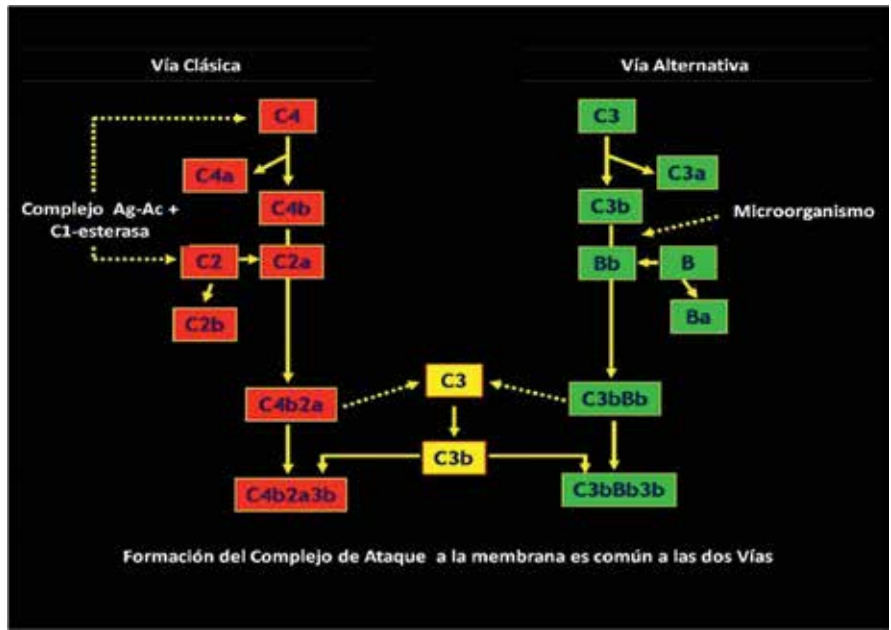 Vía Clásica
Vía Alternativa
C4
C3
C4a
C3a
C4b
C3b
Complejo Ag-Ac +
C1-esterasa
Microorganismo
C2
C2a
Bb
B
C2b
Ba
C3
C4b2a
C3bBb
C3b
C4b2a3b
C3bBb3b
Formación del Complejo de Ataque a la membrana es común a las dos Vías